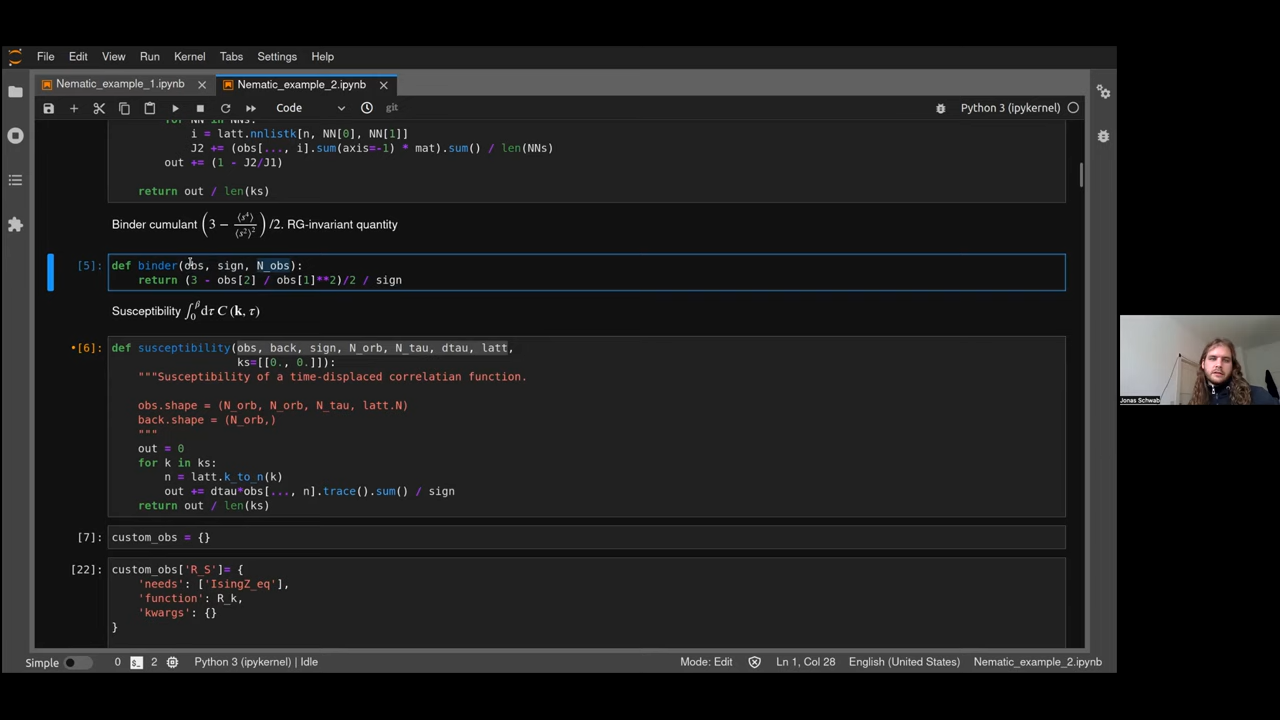 File Edit View Run Kernel Tabs Settings Help
Nematic_example_1.ipynb Nematic_example_2.ipynb
Code git Python 3 (ipykernel)
for NN in NNs:
i = latt.nnlistk[n, NN[0], NN[1]]
J2 += (obs[..., i].sum(axis=-1) * mat).sum() / len(NNs)
out += (1 - J2/J1)
return out / len(ks)
Binder cumulant (3 − ⟨s⁴⟩/⟨s²⟩²) /2. RG-invariant quantity
[5]: def binder(obs, sign, N_obs):
return (3 - obs[2] / obs[1]**2)/2 / sign
Susceptibility ∫₀^β dτ C (k, τ)
[6]: def susceptibility(obs, back, sign, N_orb, N_tau, dtau, latt,
ks=[[0., 0.]]):
"""Susceptibility of a time-displaced correlatian function.
obs.shape = (N_orb, N_orb, N_tau, latt.N)
back.shape = (N_orb,)
"""
out = 0
for k in ks:
n = latt.k_to_n(k)
out += dtau*obs[..., n].trace().sum() / sign
return out / len(ks)
[7]: custom_obs = {}
[22]: custom_obs['R_S']= {
'needs': ['IsingZ_eq'],
'function': R_k,
'kwargs': {}
}
Jonas Schwab
Simple 0 $_ 2 Python 3 (ipykernel) | Idle Mode: Edit Ln 1, Col 28 English (United States) Nematic_example_2.ipynb